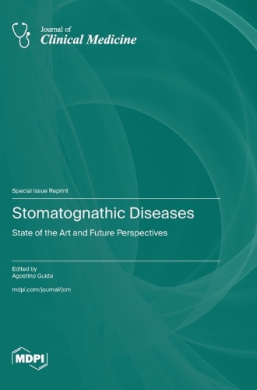 Journal of
Clinical Medicine
Special Issue Reprint
Stomatognathic Diseases
State of the Art and Future Perspectives
Edited by
Agostino Guida
mdpi.com/journal/jcm
MDPI